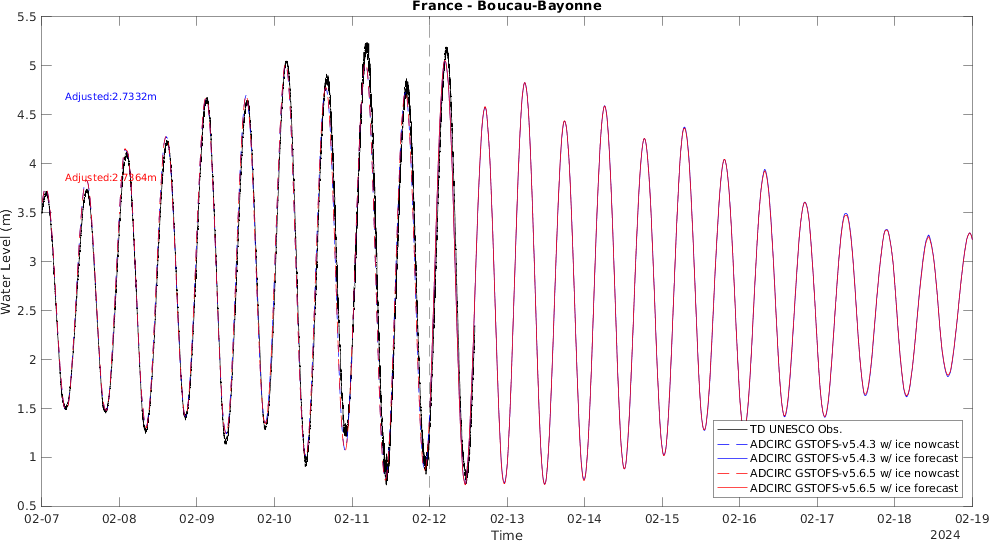 France - Boucau-Bayonne
5.5
5
4.5
4
3.5
3
2.5
2
1.5
1
0.5
Water Level (m)
Adjusted:2.7332m
Adjusted:2.7364m
TD UNESCO Obs.
ADCIRC GSTOFS-v5.4.3 w/ ice nowcast
ADCIRC GSTOFS-v5.4.3 w/ ice forecast
ADCIRC GSTOFS-v5.6.5 w/ ice nowcast
ADCIRC GSTOFS-v5.6.5 w/ ice forecast
02-07 02-08 02-09 02-10 02-11 02-12 02-13 02-14 02-15 02-16 02-17 02-18 02-19
Time
2024